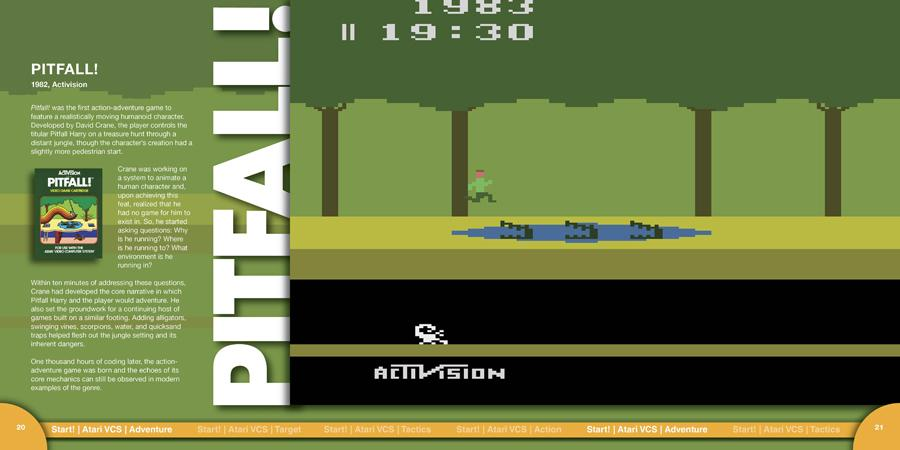 PITFALL!
1982, Activision
Pitfall! was the first action-adventure game to
feature a realistically moving humanoid character.
Developed by David Crane, the player controls the
titular Pitfall Harry on a treasure hunt through a
distant jungle, though the character's creation had a
slightly more pedestrian start.
ACTIVISION
PITFALL!
VIDEO GAME CARTRIDGE
FOR USE WITH THE
ATARI VIDEO COMPUTER SYSTEM
Crane was working on
a system to animate a
human character and,
upon achieving this
feat, realized that he
had no game for him to
exist in. So, he started
asking questions: Why
is he running? Where
is he running to? What
environment is he
running in?
Within ten minutes of addressing these questions,
Crane had developed the core narrative in which
Pitfall Harry and the player would adventure. He
also set the groundwork for a continuing host of
games built on a similar footing. Adding alligators,
swinging vines, scorpions, water, and quicksand
traps helped flesh out the jungle setting and its
inherent dangers.
One thousand hours of coding later, the action-
adventure game was born and the echoes of its
core mechanics can still be observed in modern
examples of the genre.
PITFALL!
1983
19:30
ACTIVISION
20
Start! | Atari VCS | Adventure
Start! | Atari VCS | Target
Start! | Atari VCS | Tactics
Start! | Atari VCS | Action
Start! | Atari VCS | Adventure
Start! | Atari VCS | Tactics
21